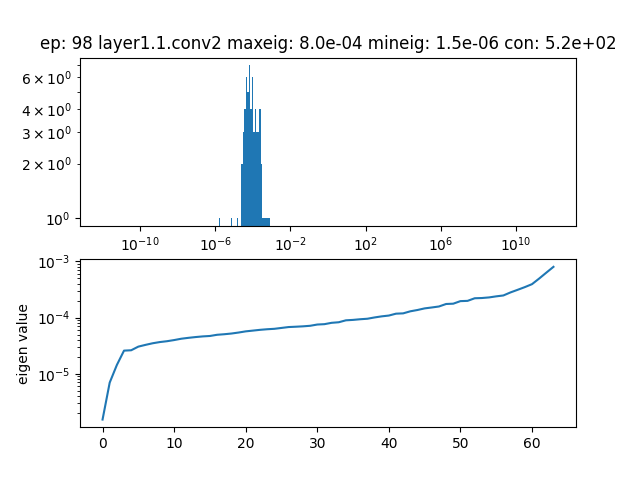 ep: 98 layer1.1.conv2 maxeig: 8.0e-04 mineig: 1.5e-06 con: 5.2e+02
6 × 10⁰
4 × 10⁰
3 × 10⁰
2 × 10⁰
10⁰
10⁻¹⁰ 10⁻⁶ 10⁻² 10² 10⁶ 10¹⁰
10⁻³
10⁻⁴
10⁻⁵
eigen value
0 10 20 30 40 50 60